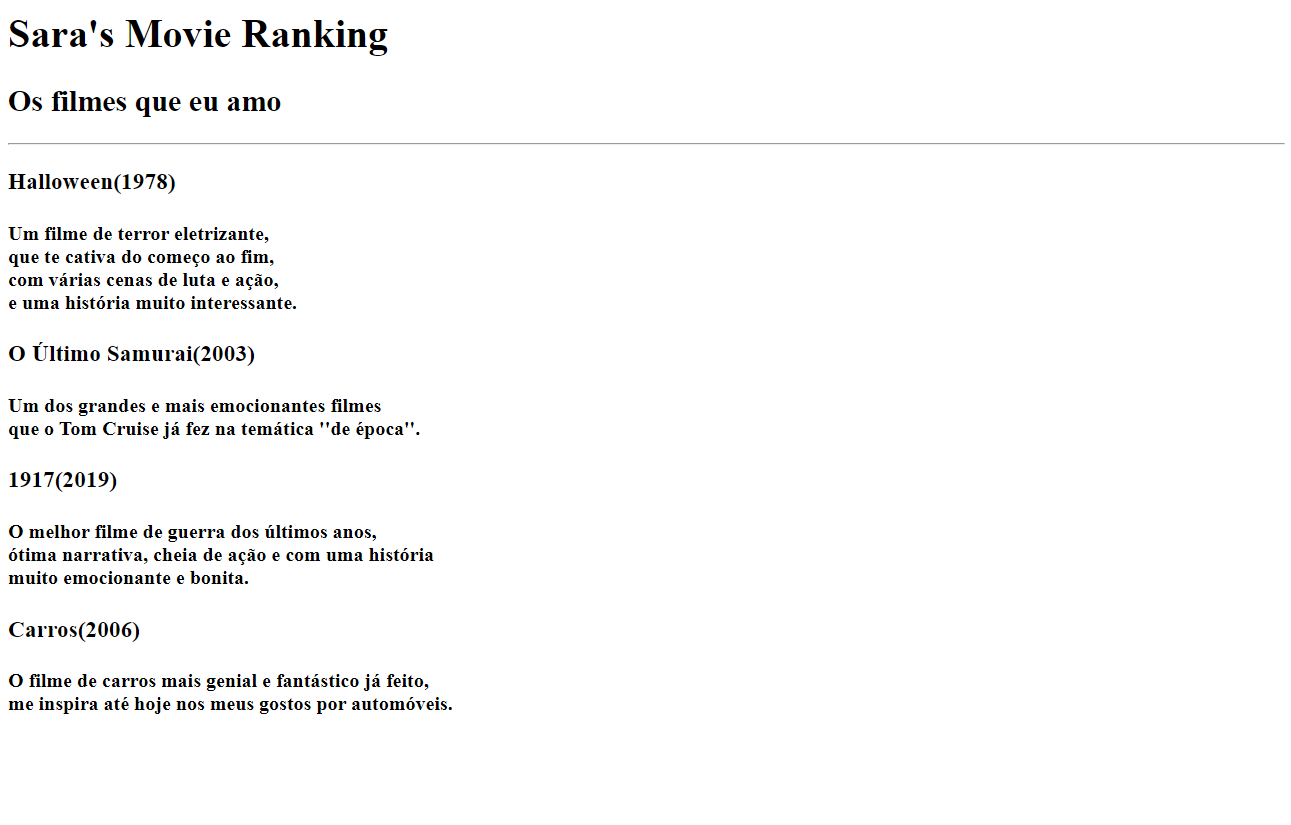 Sara's Movie Ranking
Os filmes que eu amo
Halloween(1978)
Um filme de terror eletrizante,
que te cativa do começo ao fim,
com várias cenas de luta e ação,
e uma história muito interessante.
O Último Samurai(2003)
Um dos grandes e mais emocionantes filmes
que o Tom Cruise já fez na temática ''de época''.
1917(2019)
O melhor filme de guerra dos últimos anos,
ótima narrativa, cheia de ação e com uma história
muito emocionante e bonita.
Carros(2006)
O filme de carros mais genial e fantástico já feito,
me inspira até hoje nos meus gostos por automóveis.